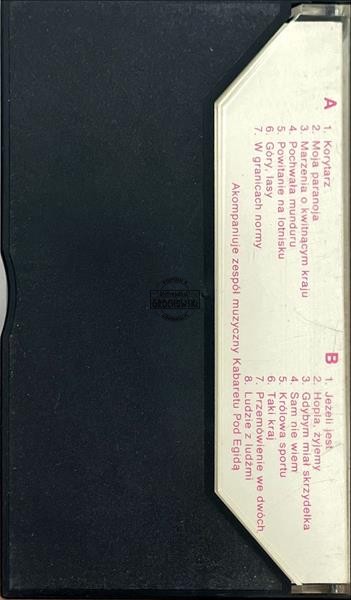 A
1. Korytarz
2. Moja paranoja
3. Marzenia o kwitnącym kraju
4. Pochwała munduru
5. Powitanie na lotnisku
6. Góry, lasy
7. W granicach normy
B
1. Jeżeli jest
2. Hopla, żyjemy
3. Gdybym miał skrzydełka
4. Sam nie wiem
5. Królowa sportu
6. Taki kraj
7. Przemówienie we dwóch
8. Ludzie z ludźmi
Akompaniuje zespół muzyczny Kabaretu Pod Egidą